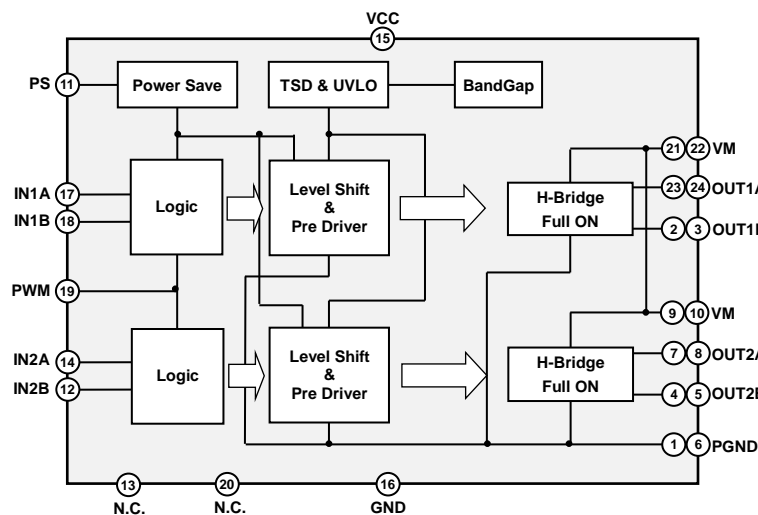 VCC
15
PS 11 Power Save TSD & UVLO BandGap
21 22 VM
IN1A 17
IN1B 18
Logic
Level Shift
&
Pre Driver
H-Bridge
Full ON
23 24 OUT1A
2 3
PWM 19
9 10 VM
IN2A 14
IN2B 12
Logic
Level Shift
&
Pre Driver
H-Bridge
Full ON
7 8 OUT2A
4 5
1 6 PGND
13
N.C.
20
N.C.
16
GND